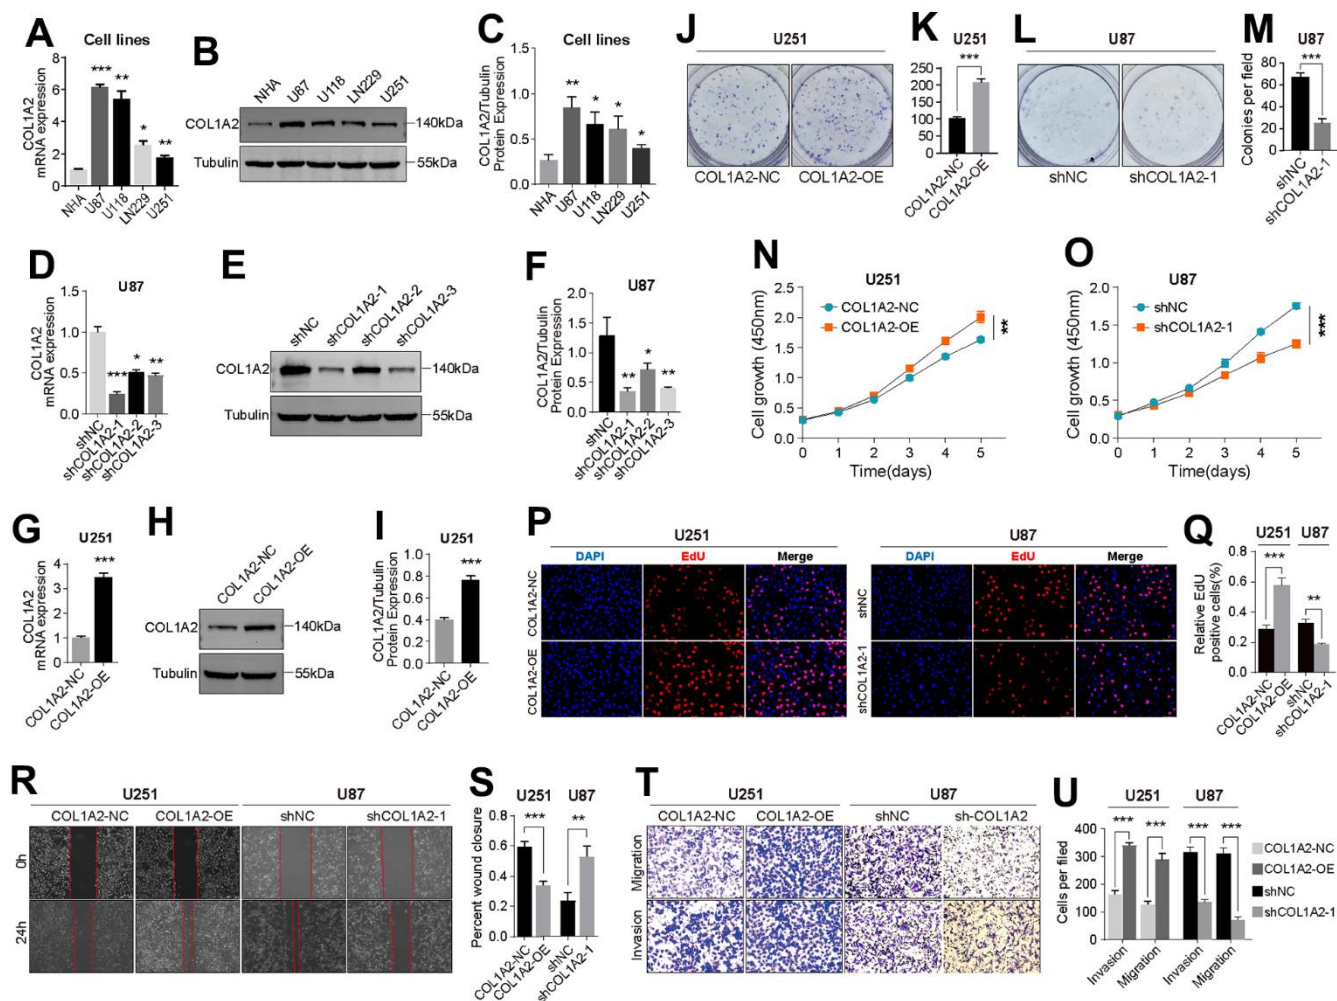 A
Cell lines
COL1A2
mRNA expression
8
6
4
2
0
***
**
*
**
NHA
U87
U118
LN229
U251
B
NHA
U87
U118
LN229
U251
COL1A2
140kDa
Tubulin
55kDa
C
Cell lines
COL1A2/Tubulin
Protein Expression
1.5
1.0
0.5
0.0
**
*
*
*
NHA
U87
U118
LN229
U251
J
U251
COL1A2-NC
COL1A2-OE
K
U251
***
250
200
150
100
50
0
COL1A2-NC
COL1A2-OE
L
U87
shNC
shCOL1A2-1
M
U87
Colonies per field
***
80
60
40
20
0
shNC
shCOL1A2-1
D
U87
COL1A2
mRNA expression
1.5
1.0
0.5
0.0
***
*
**
shNC
shCOL1A2-1
shCOL1A2-2
shCOL1A2-3
E
shNC
shCOL1A2-1
shCOL1A2-2
shCOL1A2-3
COL1A2
140kDa
Tubulin
55kDa
F
U87
COL1A2/Tubulin
Protein Expression
2.0
1.5
1.0
0.5
0.0
**
*
**
shNC
shCOL1A2-1
shCOL1A2-2
shCOL1A2-3
N
U251
COL1A2-NC
COL1A2-OE
Cell growth (450nm)
2.5
2.0
1.5
1.0
0.5
0.0
**
0 1 2 3 4 5
Time(days)
O
U87
shNC
shCOL1A2-1
Cell growth (450nm)
2.0
1.5
1.0
0.5
0.0
***
0 1 2 3 4 5
Time(days)
G
U251
COL1A2
mRNA expression
4
3
2
1
0
***
COL1A2-NC
COL1A2-OE
H
COL1A2-NC
COL1A2-OE
COL1A2
140kDa
Tubulin
55kDa
I
U251
COL1A2/Tubulin
Protein Expression
1.0
0.8
0.6
0.4
0.2
0.0
***
COL1A2-NC
COL1A2-OE
P
U251
DAPI EdU Merge
COL1A2-NC
COL1A2-OE
U87
DAPI EdU Merge
shNC
shCOL1A2-1
Q
U251 U87
Relative EdU
positive cells(%)
0.8
0.6
0.4
0.2
0.0
***
**
COL1A2-NC
COL1A2-OE
shNC
shCOL1A2-1
R
U251 U87
COL1A2-NC COL1A2-OE shNC shCOL1A2-1
0h
24h
S
U251 U87
Percent wound closure
0.8
0.6
0.4
0.2
0.0
***
**
COL1A2-NC
COL1A2-OE
shNC
shCOL1A2-1
T
U251 U87
COL1A2-NC COL1A2-OE shNC sh-COL1A2
Migration
Invasion
U
U251 U87
Cells per filed
400
300
200
100
0
*** *** *** ***
Invasion
Migration
Invasion
Migration
COL1A2-NC
COL1A2-OE
shNC
shCOL1A2-1